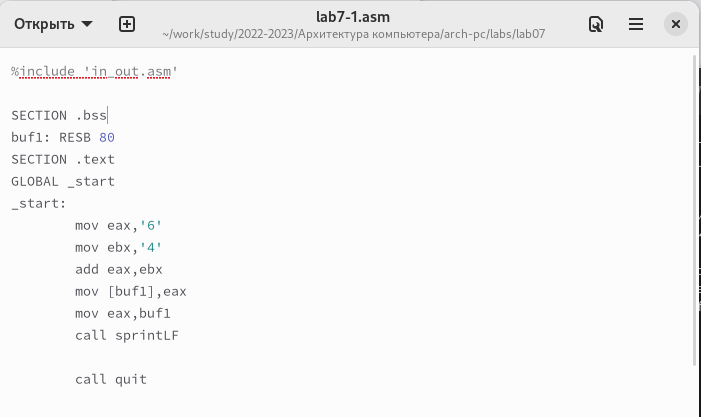 Открыть
lab7-1.asm
~/work/study/2022-2023/Архитектура компьютера/arch-pc/labs/lab07
%include 'in_out.asm'
SECTION .bss
buf1: RESB 80
SECTION .text
GLOBAL _start
_start:
mov eax,'6'
mov ebx,'4'
add eax,ebx
mov [buf1],eax
mov eax,buf1
call sprintLF
call quit